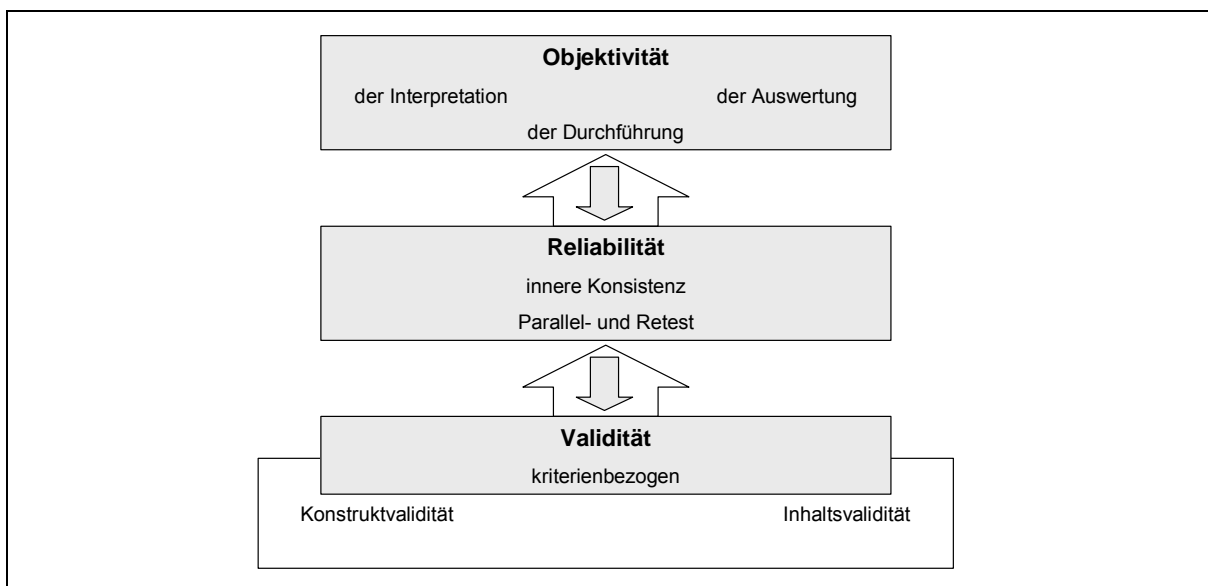 Objektivität
der Interpretation der Auswertung
der Durchführung
Reliabilität
innere Konsistenz
Parallel- und Retest
Validität
kriterienbezogen
Konstruktvalidität Inhaltsvalidität